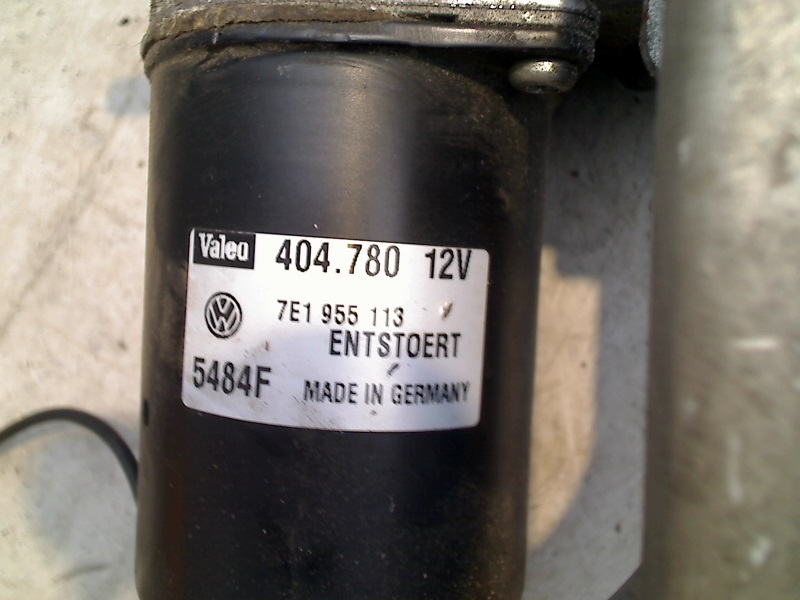 Valeo 404.780 12V
7E1 955 113
ENTSTOERT
5484F MADE IN GERMANY